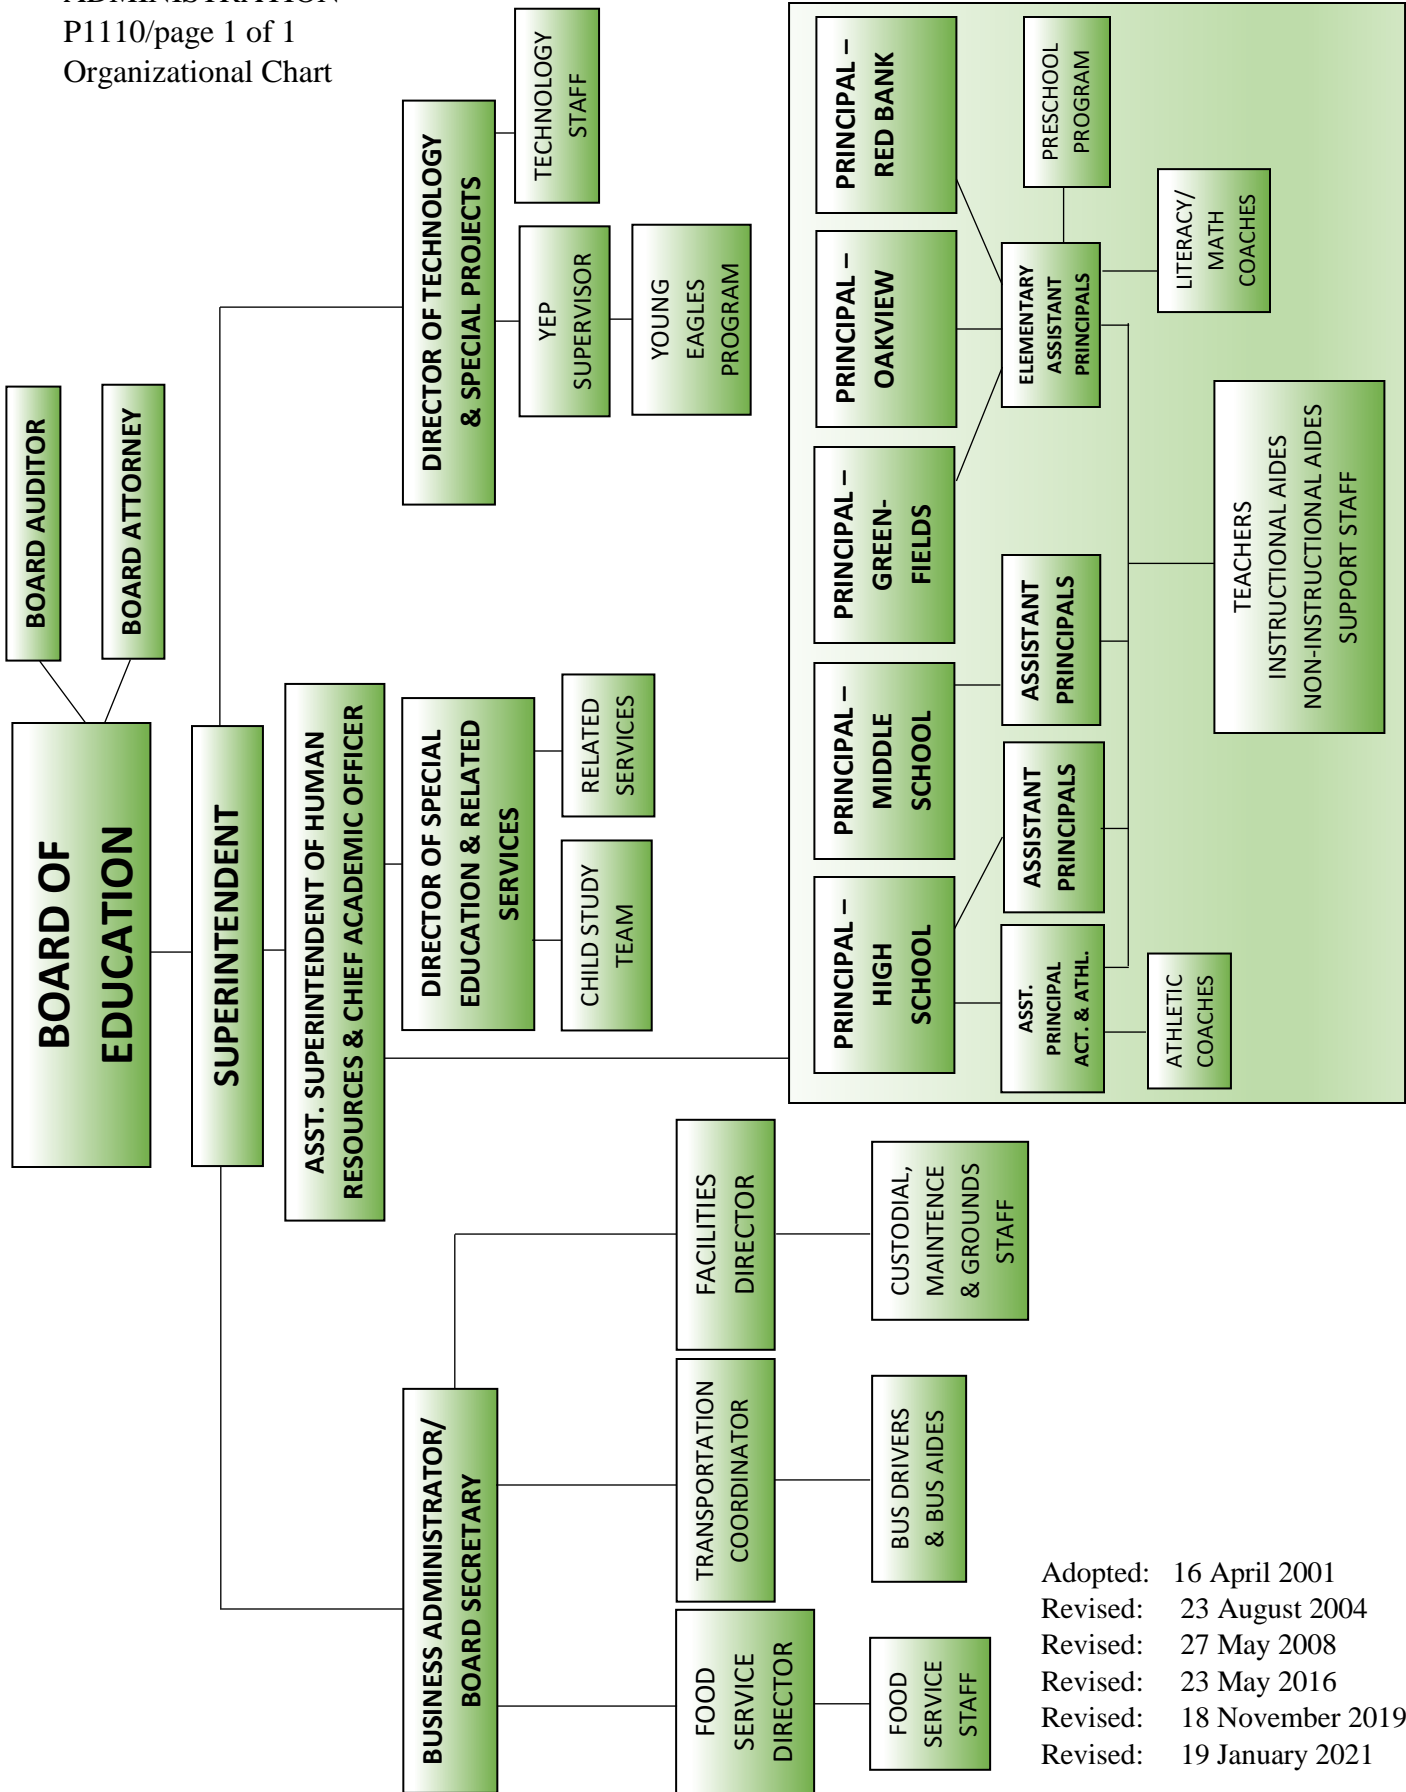 ADMINISTRATION
P1110/page 1 of 1
Organizational Chart
BOARD OF
EDUCATION
BOARD AUDITOR
BOARD ATTORNEY
SUPERINTENDENT
ASST. SUPERINTENDENT OF HUMAN
RESOURCES & CHIEF ACADEMIC OFFICER
BUSINESS ADMINISTRATOR/
BOARD SECRETARY
DIRECTOR OF SPECIAL
EDUCATION & RELATED
SERVICES
DIRECTOR OF TECHNOLOGY
& SPECIAL PROJECTS
CHILD STUDY
TEAM
RELATED
SERVICES
YEP
SUPERVISOR
TECHNOLOGY
STAFF
YOUNG
EAGLES
PROGRAM
FOOD
SERVICE
DIRECTOR
TRANSPORTATION
COORDINATOR
FACILITIES
DIRECTOR
FOOD
SERVICE
STAFF
BUS DRIVERS
& BUS AIDES
CUSTODIAL,
MAINTENCE
& GROUNDS
STAFF
PRINCIPAL –
HIGH
SCHOOL
PRINCIPAL –
MIDDLE
SCHOOL
PRINCIPAL –
GREEN-
FIELDS
PRINCIPAL –
OAKVIEW
PRINCIPAL –
RED BANK
ASST.
PRINCIPAL
ACT. & ATHL.
ASSISTANT
PRINCIPALS
ASSISTANT
PRINCIPALS
ELEMENTARY
ASSISTANT
PRINCIPALS
PRESCHOOL
PROGRAM
ATHLETIC
COACHES
LITERACY/
MATH
COACHES
TEACHERS
INSTRUCTIONAL AIDES
NON-INSTRUCTIONAL AIDES
SUPPORT STAFF
Adopted: 16 April 2001
Revised: 23 August 2004
Revised: 27 May 2008
Revised: 23 May 2016
Revised: 18 November 2019
Revised: 19 January 2021